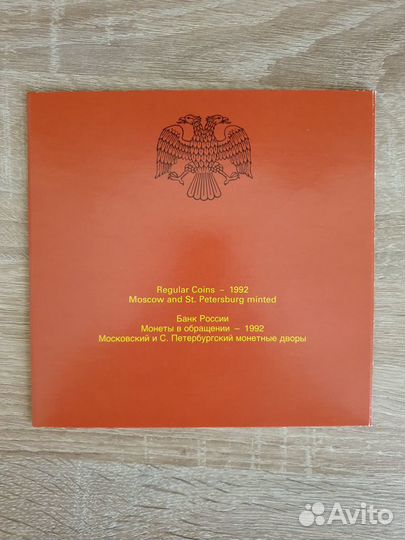 Regular Coins – 1992
Moscow and St. Petersburg minted
Банк России
Монеты в обращении – 1992
Московский и С. Петербургский монетные дворы
Avito